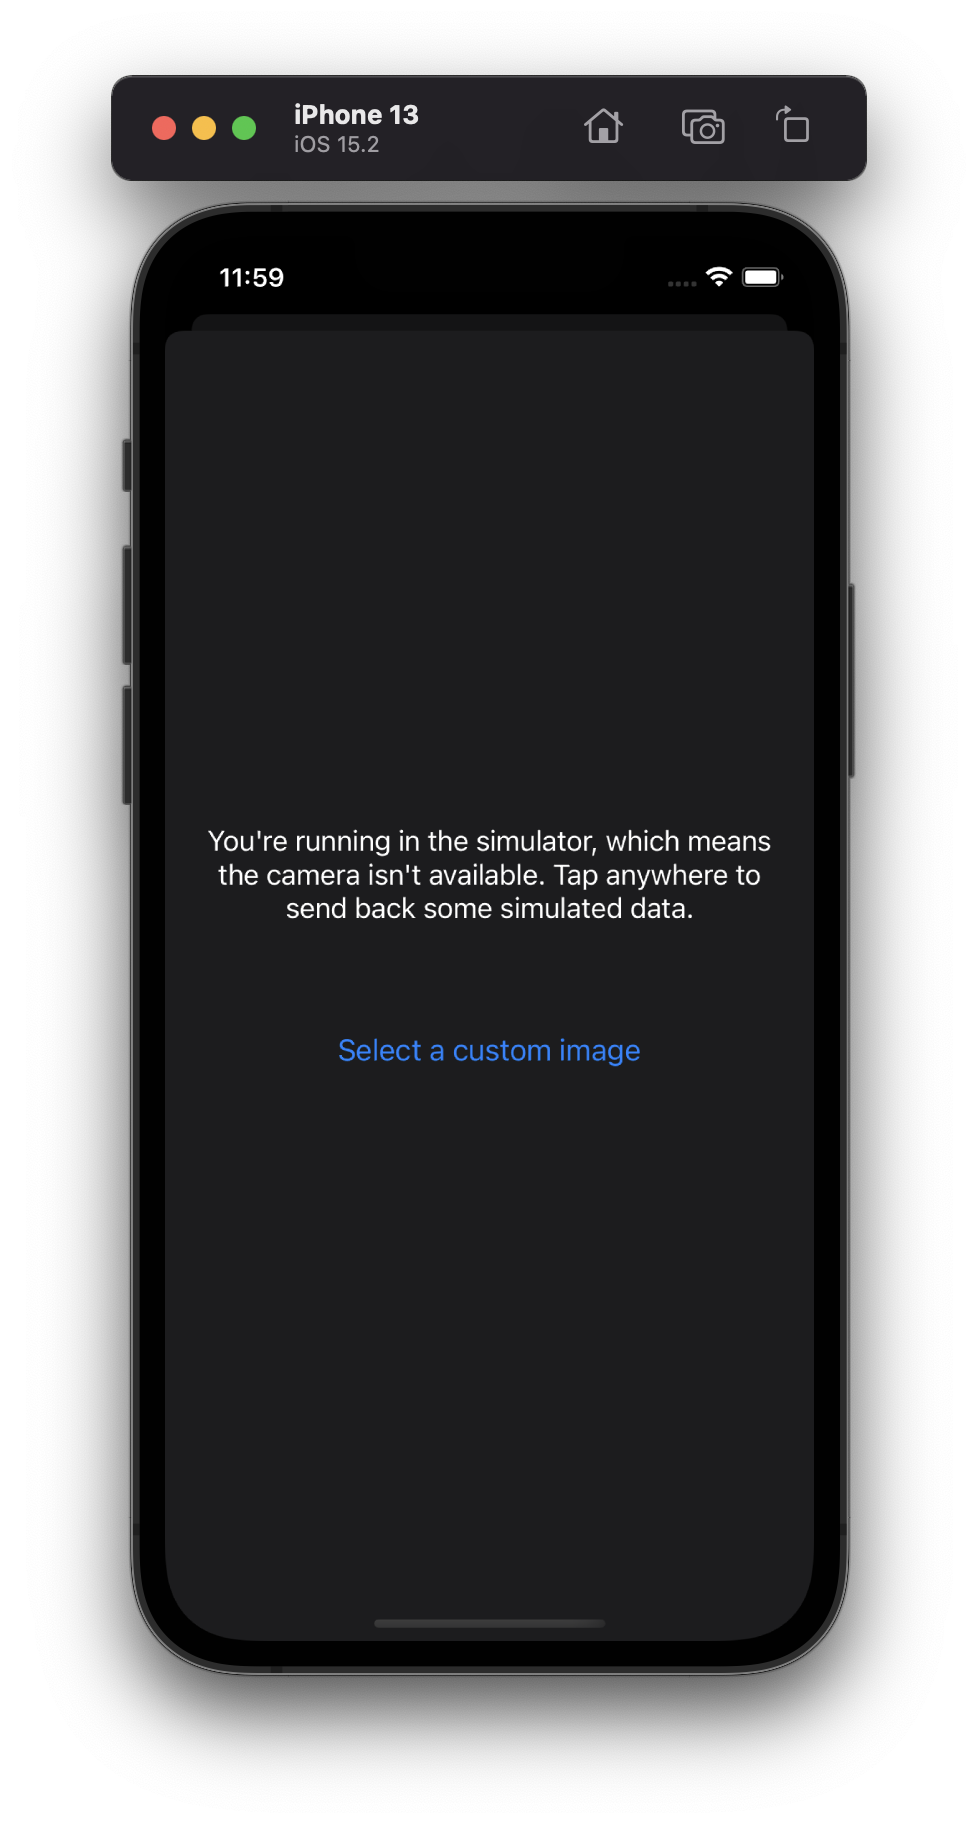 iPhone 13
iOS 15.2
11:59
You're running in the simulator, which means
the camera isn't available. Tap anywhere to
send back some simulated data.
Select a custom image